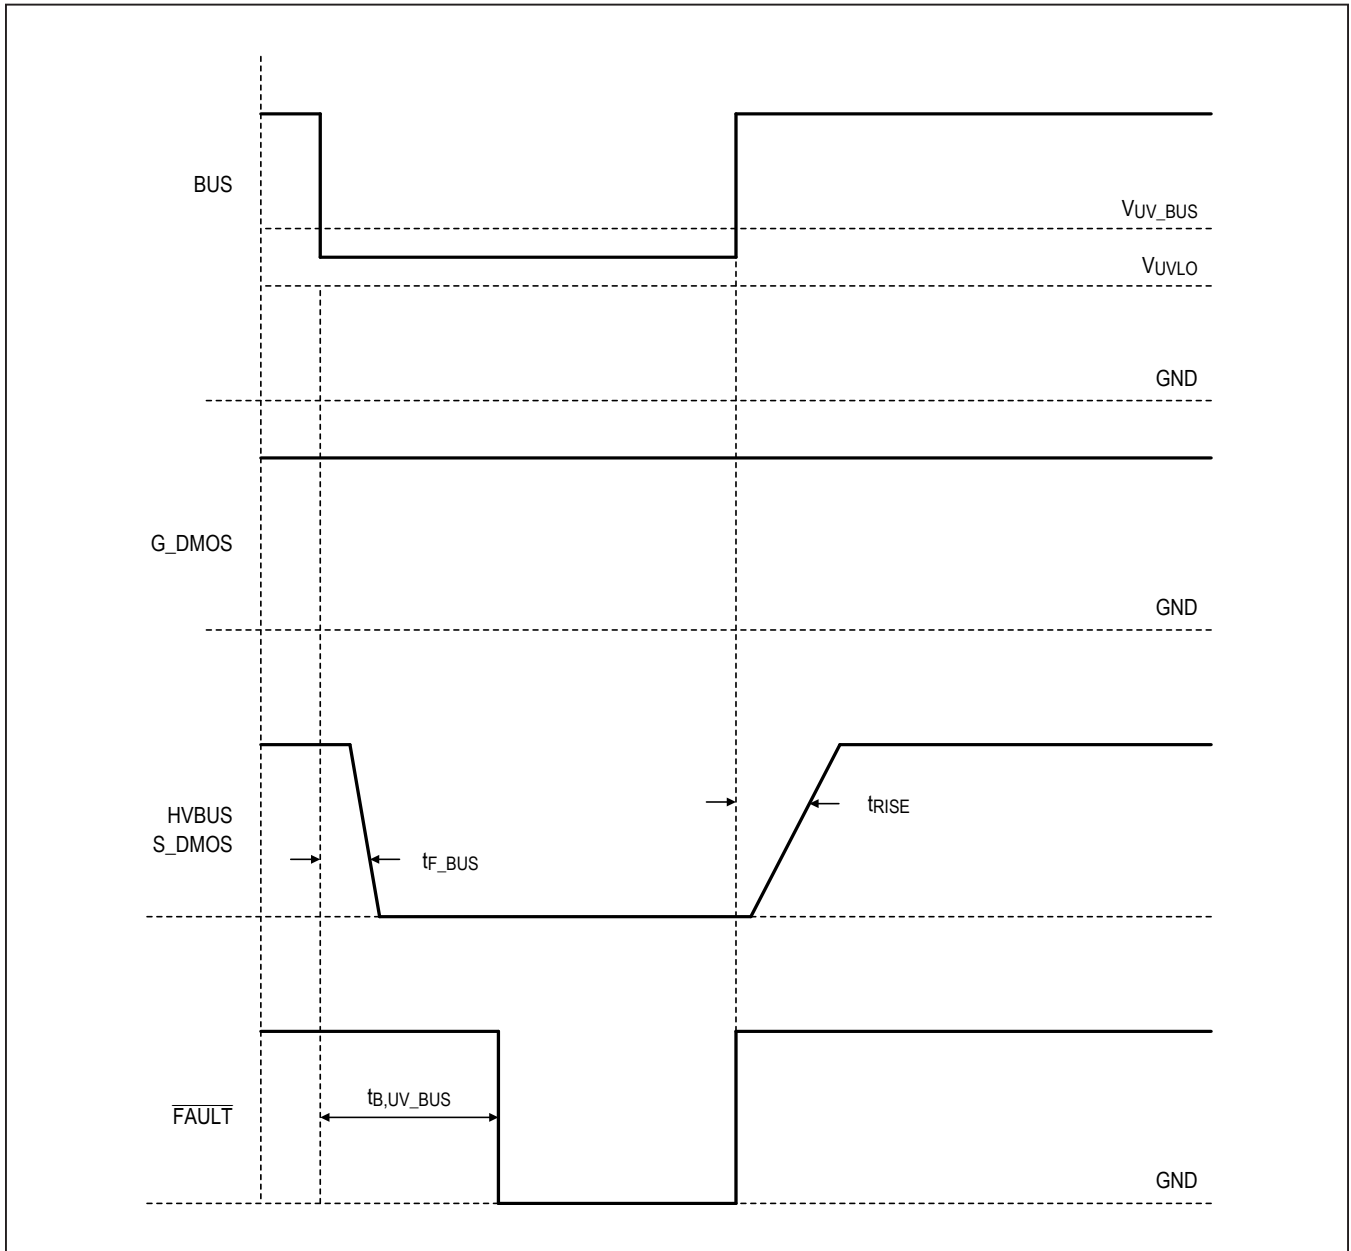 BUS
VUV_BUS
VUVLO
GND
G_DMOS
GND
HVBUS
S_DMOS
tF_BUS
tRISE
FAULT
tB,UV_BUS
GND